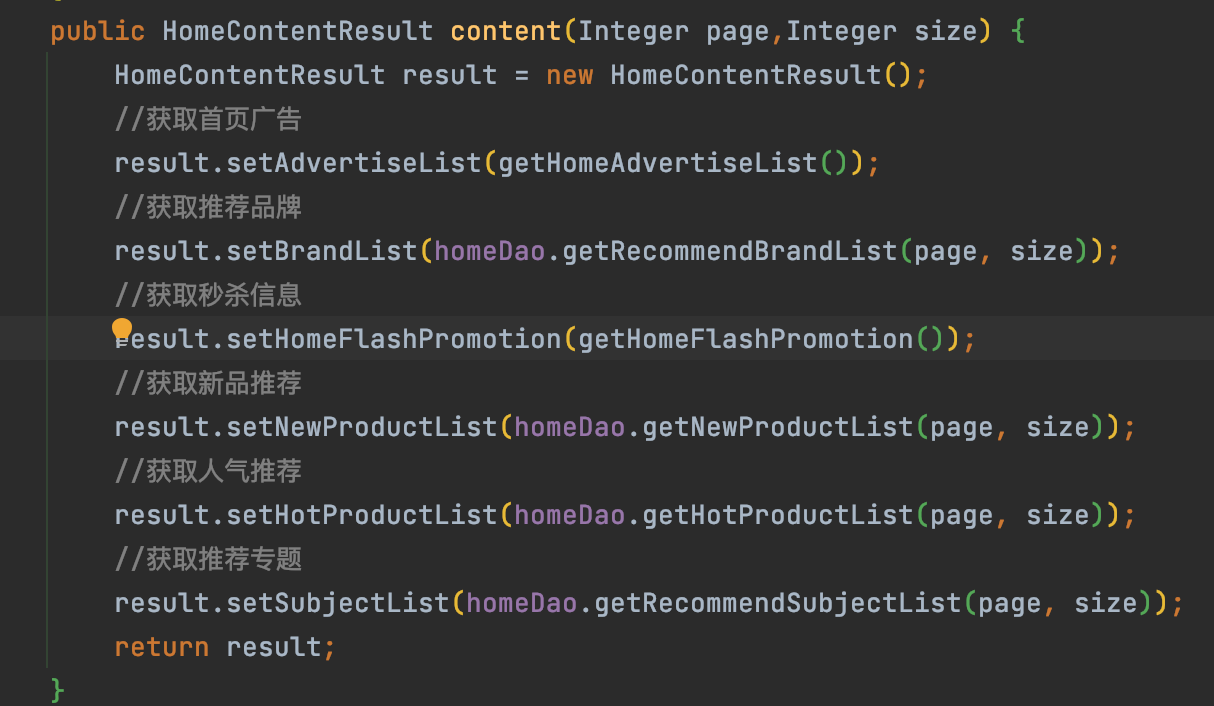 public HomeContentResult content(Integer page,Integer size) {
HomeContentResult result = new HomeContentResult();
//获取首页广告
result.setAdvertiseList(getHomeAdvertiseList());
//获取推荐品牌
result.setBrandList(homeDao.getRecommendBrandList(page, size));
//获取秒杀信息
result.setHomeFlashPromotion(getHomeFlashPromotion());
//获取新品推荐
result.setNewProductList(homeDao.getNewProductList(page, size));
//获取人气推荐
result.setHotProductList(homeDao.getHotProductList(page, size));
//获取推荐专题
result.setSubjectList(homeDao.getRecommendSubjectList(page, size));
return result;
}